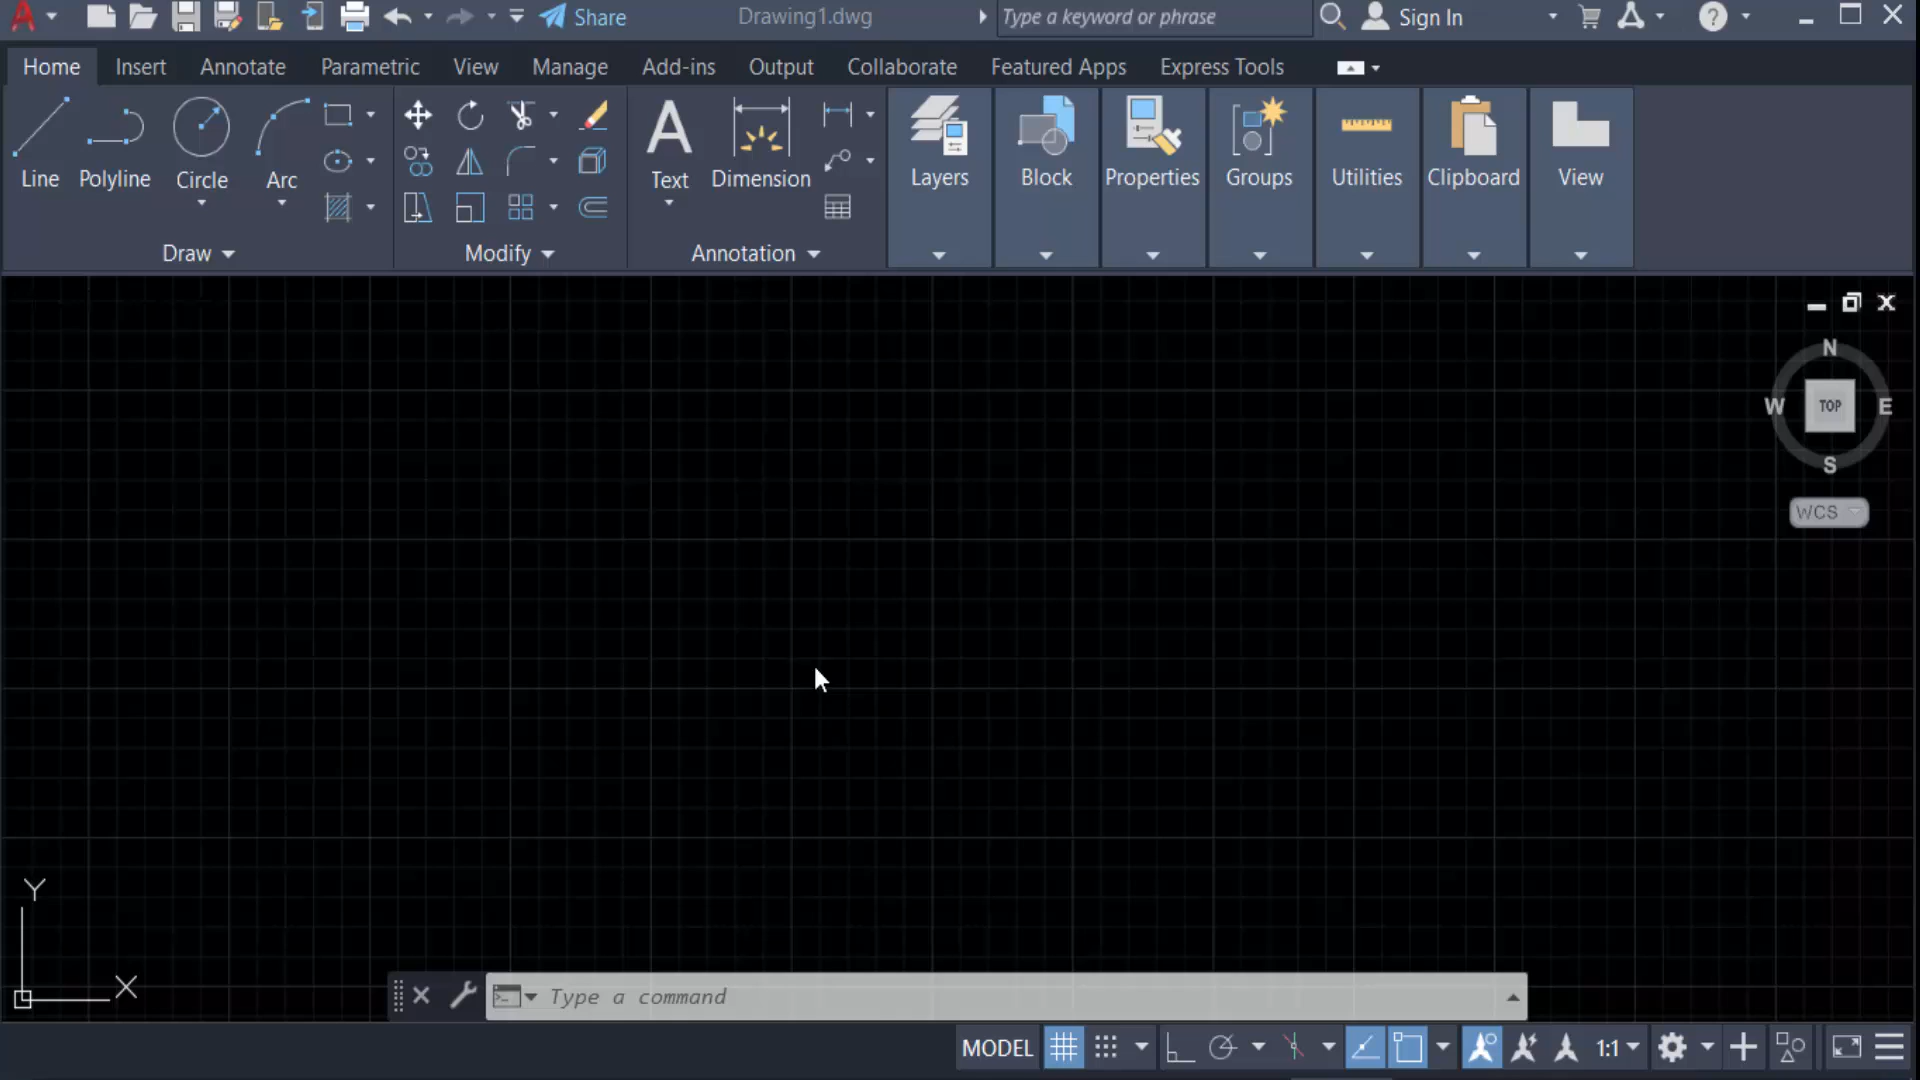 Share
Drawing1.dwg
Type a keyword or phrase
Sign In
Home
Insert
Annotate
Parametric
View
Manage
Add-ins
Output
Collaborate
Featured Apps
Express Tools
Line
Polyline
Circle
Arc
Text
Dimension
Layers
Block
Properties
Groups
Utilities
Clipboard
View
Draw
Modify
Annotation
N
W
TOP
E
S
WCS
Y
X
Type a command
MODEL
1:1